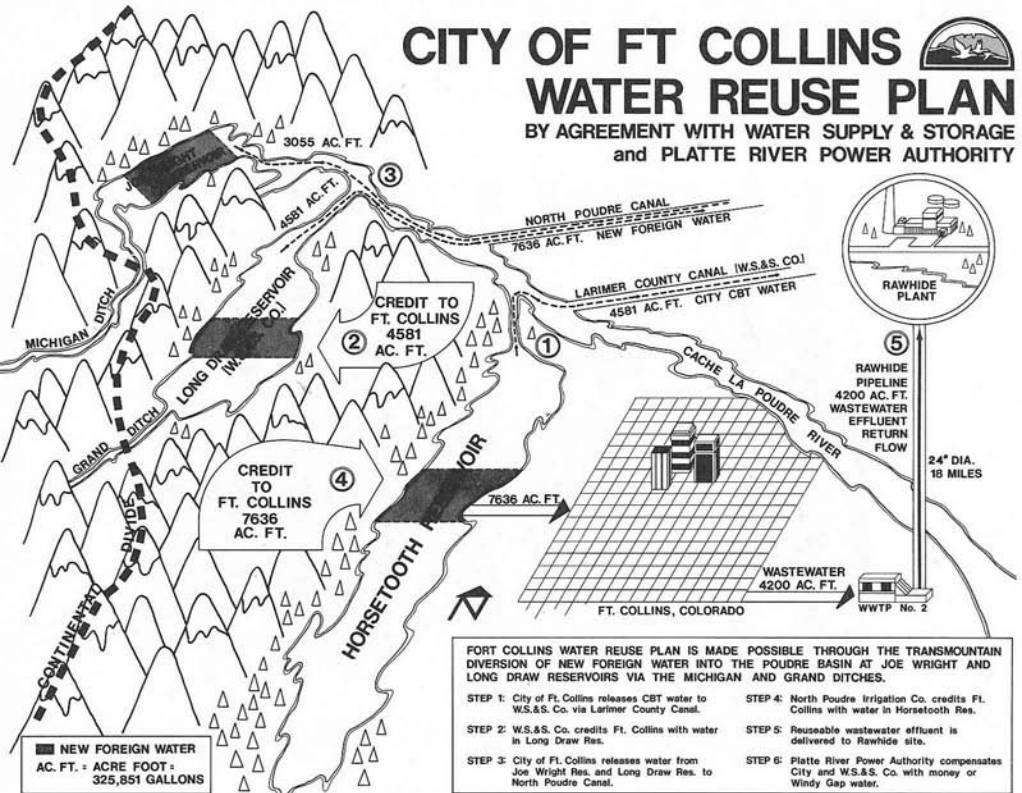 CITY OF FT COLLINS
WATER REUSE PLAN
BY AGREEMENT WITH WATER SUPPLY & STORAGE
and PLATTE RIVER POWER AUTHORITY
3055 AC. FT.
③
4581 AC. FT.
NORTH POUDRE CANAL
7636 AC. FT. NEW FOREIGN WATER
LARIMER COUNTY CANAL [W.S.&S. CO.]
4581 AC. FT. CITY CBT WATER
RAWHIDE
PLANT
MICHIGAN DITCH
CREDIT TO
FT. COLLINS
4581
AC. FT.
②
①
⑤
RAWHIDE
PIPELINE
4200 AC. FT.
WASTEWATER
EFFLUENT
RETURN
FLOW
24" DIA.
18 MILES
CACHE LA POUDRE RIVER
GRAND DITCH
CREDIT
TO
FT. COLLINS
7636
AC. FT.
④
7636 AC. FT.
HORSETOOTH
CONTINENTAL DIVIDE
WASTEWATER
4200 AC. FT.
WWTP No. 2
FT. COLLINS, COLORADO
FORT COLLINS WATER REUSE PLAN IS MADE POSSIBLE THROUGH THE TRANSMOUNTAIN
DIVERSION OF NEW FOREIGN WATER INTO THE POUDRE BASIN AT JOE WRIGHT AND
LONG DRAW RESERVOIRS VIA THE MICHIGAN AND GRAND DITCHES.
STEP 1: City of Ft. Collins releases CBT water to
W.S.&S. Co. via Larimer County Canal.
STEP 2: W.S.&S. Co. credits Ft. Collins with water
in Long Draw Res.
STEP 3: City of Ft. Collins releases water from
Joe Wright Res. and Long Draw Res. to
North Poudre Canal.
STEP 4: North Poudre Irrigation Co. credits Ft.
Collins with water in Horsetooth Res.
STEP 5: Reuseable wastewater effluent is
delivered to Rawhide site.
STEP 6: Platte River Power Authority compensates
City and W.S.&S. Co. with money or
Windy Gap water.
NEW FOREIGN WATER
AC. FT. = ACRE FOOT =
325,851 GALLONS